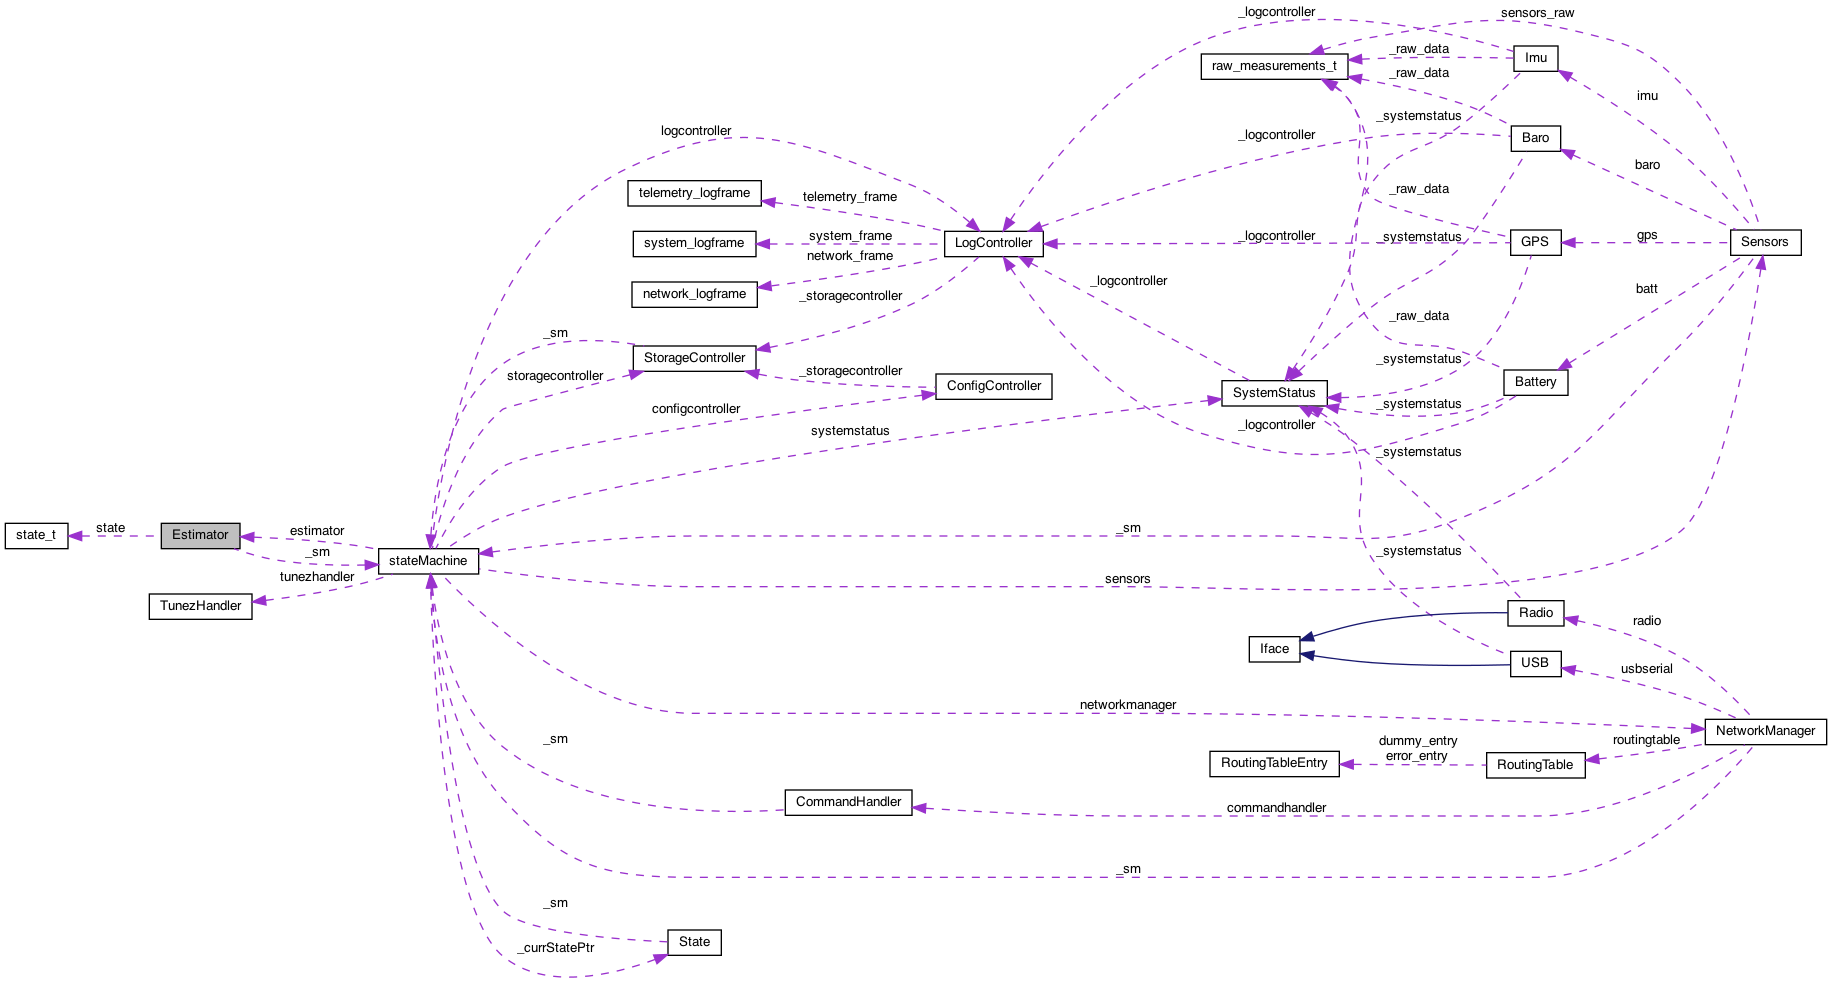 _logcontroller
sensors_raw
_raw_data
Imu
raw_measurements_t
_raw_data
imu
_systemstatus
logcontroller
_logcontroller
Baro
baro
telemetry_logframe
telemetry_frame
_raw_data
system_logframe
system_frame
LogController
_logcontroller
_systemstatus
GPS
gps
Sensors
network_frame
_logcontroller
network_logframe
_storagecontroller
batt
_raw_data
_sm
StorageController
_systemstatus
storagecontroller
_storagecontroller
ConfigController
SystemStatus
Battery
configcontroller
_systemstatus
systemstatus
_logcontroller
_systemstatus
state_t
state
Estimator
estimator
_sm
_sm
stateMachine
_systemstatus
tunezhandler
sensors
TunezHandler
Radio
radio
Iface
USB
usbserial
networkmanager
NetworkManager
_sm
dummy_entry
error_entry
routingtable
RoutingTableEntry
RoutingTable
CommandHandler
commandhandler
_sm
_sm
State
_currStatePtr